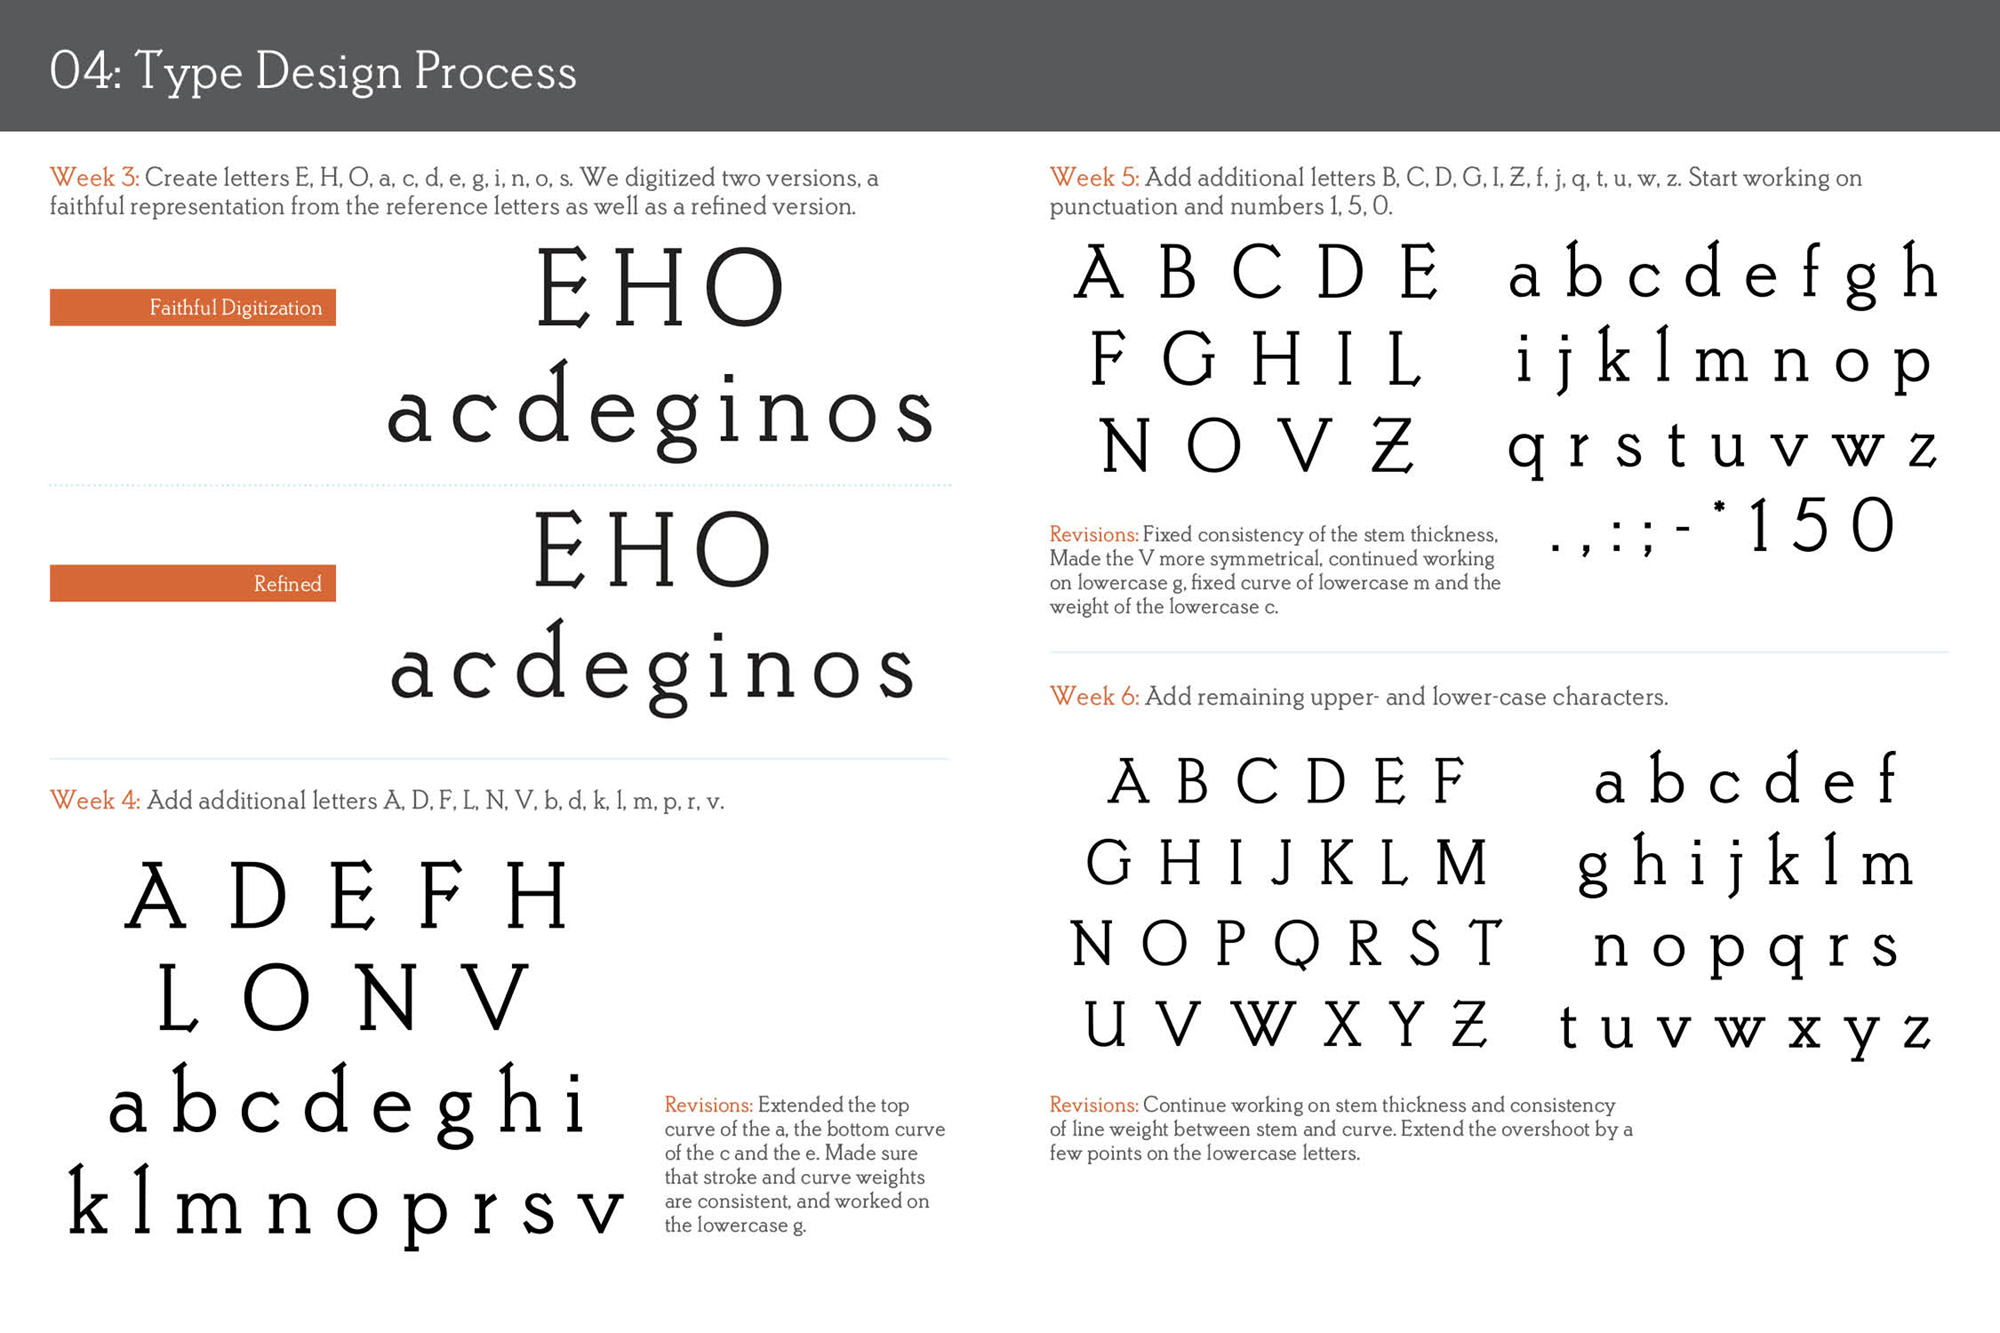 04: Type Design Process
Week 3: Create letters E, H, O, a, c, d, e, g, i, n, o, s. We digitized two versions, a
faithful representation from the reference letters as well as a refined version.
Faithful Digitization
EHO
acdeginos
Refined
EHO
acdeginos
Week 4: Add additional letters A, D, F, L, N, V, b, d, k, l, m, p, r, v.
A D E F H
L O N V
a b c d e g h i
k l m n o p r s v
Revisions: Extended the top
curve of the a, the bottom curve
of the c and the e. Made sure
that stroke and curve weights
are consistent, and worked on
the lowercase g.
Week 5: Add additional letters B, C, D, G, I, Z, f, j, q, t, u, w, z. Start working on
punctuation and numbers 1, 5, 0.
A B C D E
F G H I L
N O V Z
a b c d e f g h
i j k l m n o p
q r s t u v w z
. , : ; - * 1 5 0
Revisions: Fixed consistency of the stem thickness,
Made the V more symmetrical, continued working
on lowercase g, fixed curve of lowercase m and the
weight of the lowercase c.
Week 6: Add remaining upper- and lower-case characters.
A B C D E F
G H I J K L M
N O P Q R S T
U V W X Y Z
a b c d e f
g h i j k l m
n o p q r s
t u v w x y z
Revisions: Continue working on stem thickness and consistency
of line weight between stem and curve. Extend the overshoot by a
few points on the lowercase letters.